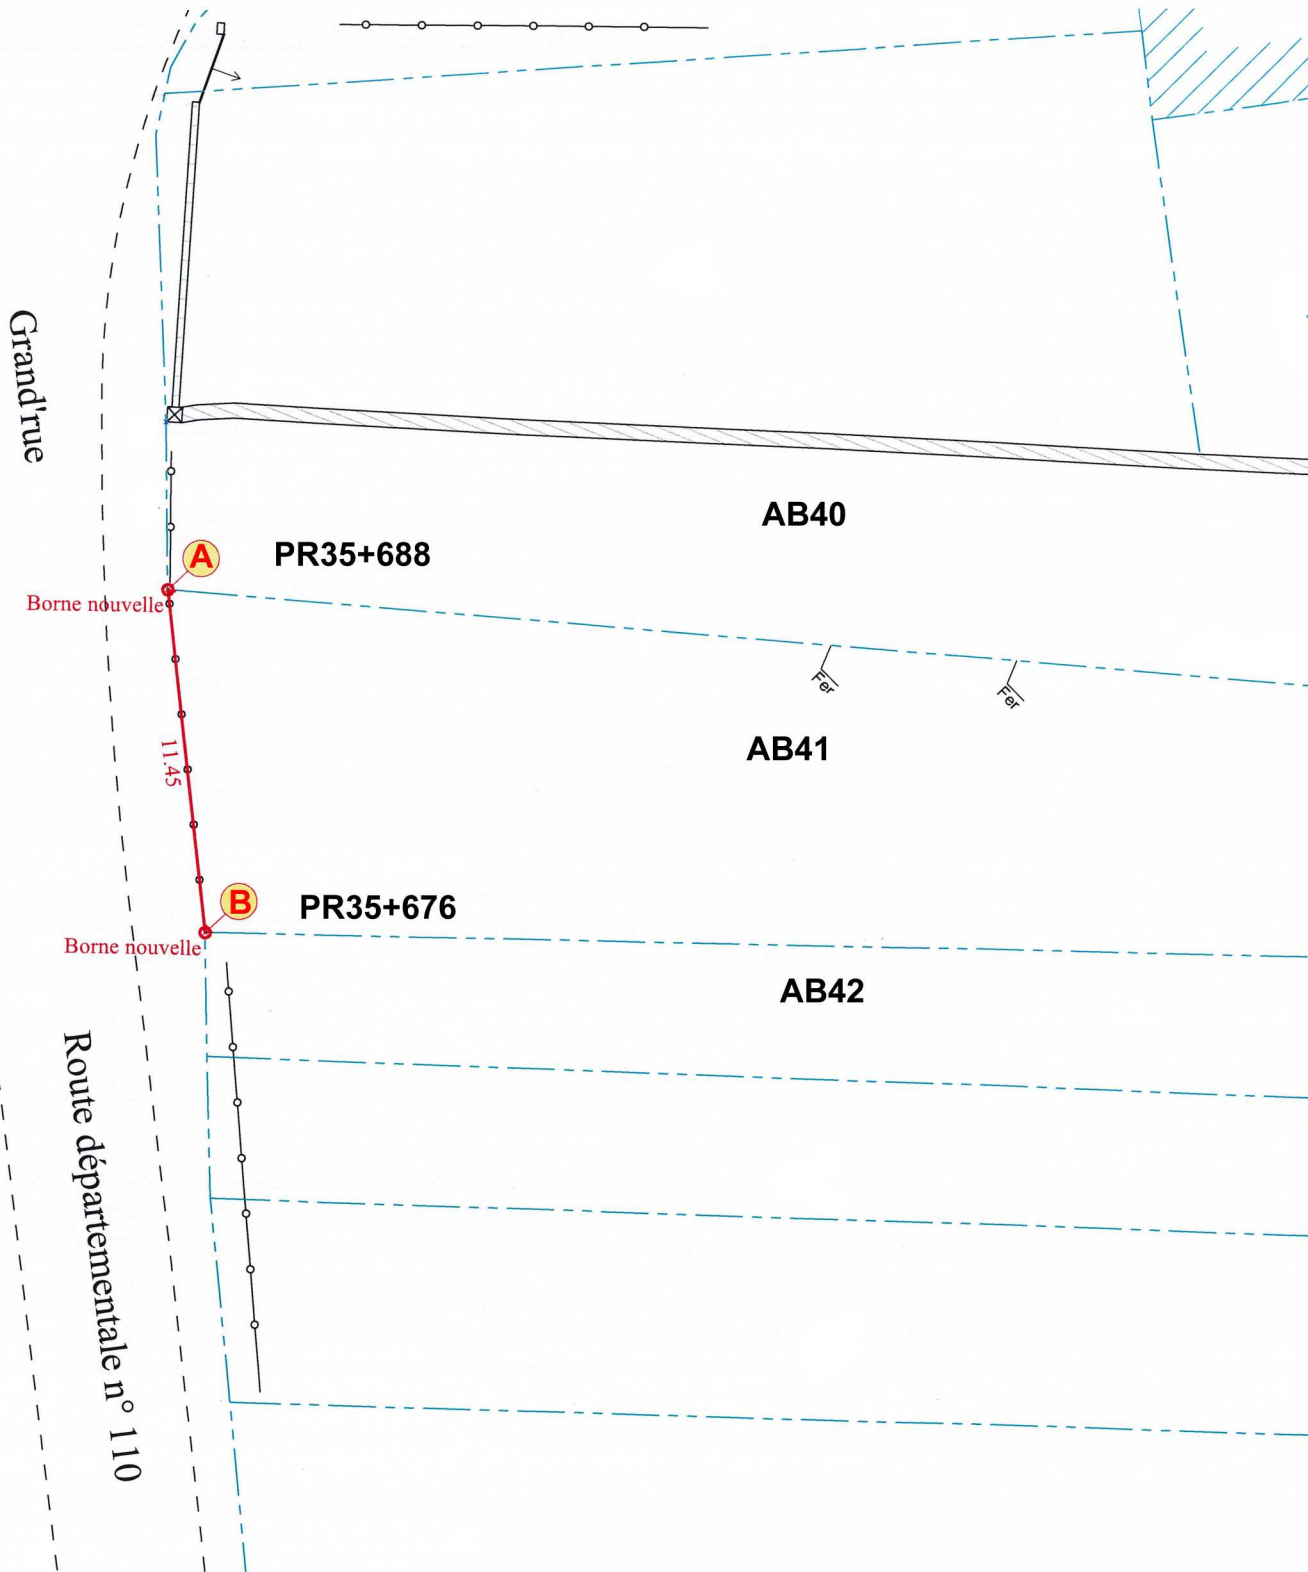 Grand'rue
AB40
A
PR35+688
Borne nouvelle
Fer
Fer
11.45
AB41
B
PR35+676
Borne nouvelle
AB42
Route départementale n° 110